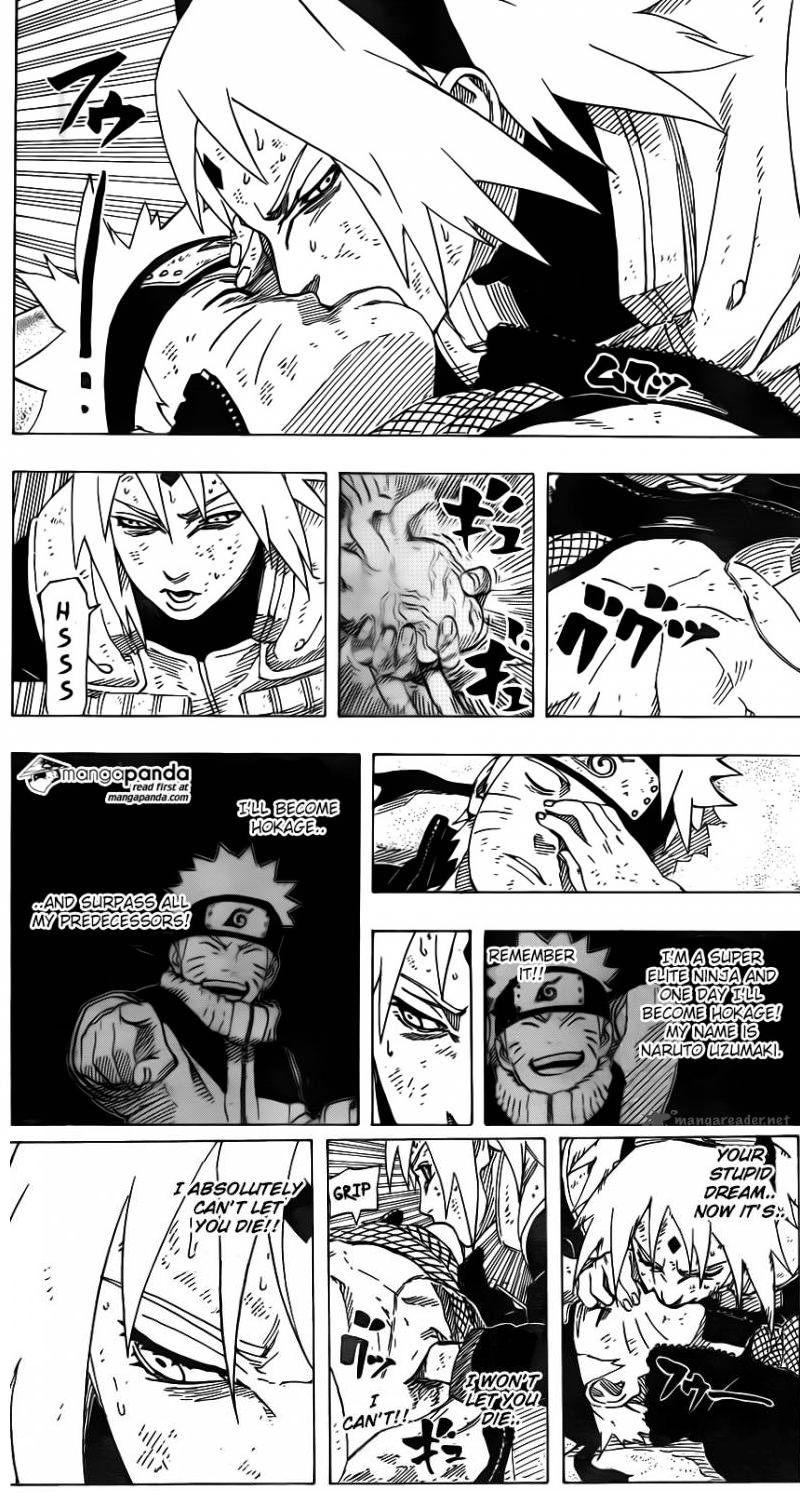 フゥ
ググッ
ギュ
ギュ
HSSS
I'M A SUPER
ELITE NINJA AND
ONE DAY I'LL
BECOME HOKAGE!
MY NAME IS
NARUTO UZUMAKI.
REMEMBER
IT!!
mangapanda
read first at
mangapanda.com
I'LL BECOME
HOKAGE..
..AND SURPASS ALL
MY PREDECESSORS!
mangareader.net
YOUR
STUPID
DREAM..
NOW IT'S..
フゥー
GRIP
ググ
I WON'T
LET YOU
DIE..
I
CAN'T!!
ギュッ
I ABSOLUTELY
CAN'T LET
YOU DIE!!